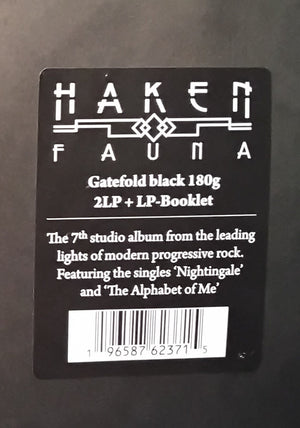 HAKEN
FAUNA
Gatefold black 180g
2LP + LP-Booklet
The 7th studio album from the leading
lights of modern progressive rock.
Featuring the singles ‘Nightingale’
and ‘The Alphabet of Me’
1 96587 62371 5